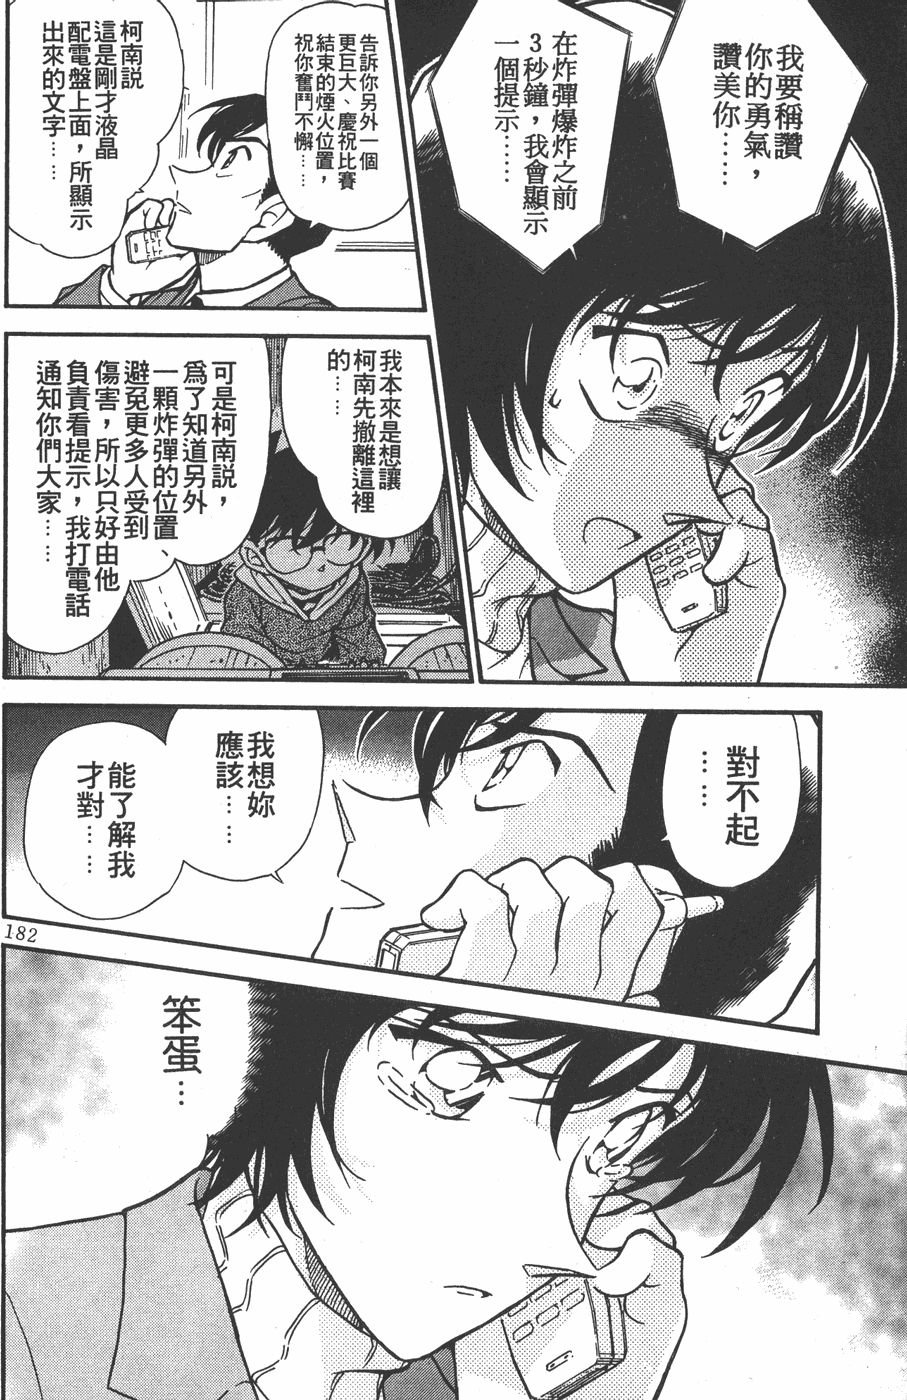 我要稱讚
你的勇氣，
讚美你……
在炸彈爆炸之前
3秒鐘，我會顯示
一個提示……
告訴你另外一個
更巨大、慶祝比賽
結束的煙火位置，
祝你奮鬥不懈……
柯南説
這是剛才液晶
配電盤上面，所顯示
出來的文字……
我本來是想讓
柯南先撤離這裡
的……
可是柯南説，
爲了知道另外
一顆炸彈的位置、
避免更多人受到
傷害，所以只好由他
負責看提示，我打電話
通知你們大家……
對不起
……
我想妳
應該……
能了解我
才對……
182
笨蛋…